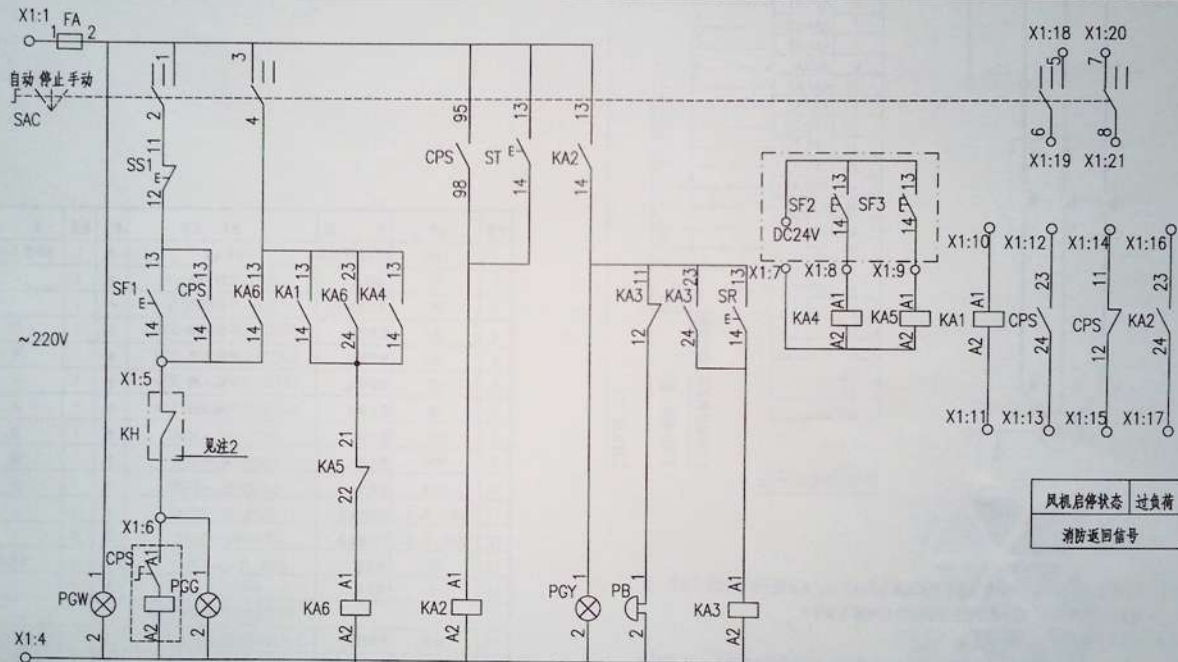 X1:1
FA
1 2
自动 停止 手动
SAC
1
2
3
4
11
SS1
E
12
95
CPS
98
13
ST
E
14
13
KA2
14
X1:18
X1:20
5
7
6
8
X1:19
X1:21
13
SF1
E
14
13
CPS
14
13
KA6
14
13
KA1
14
23
KA6
24
13
KA4
14
~220V
11
KA3
12
23
KA3
24
13
SR
E
14
SF2
13
E
14
SF3
13
E
14
DC24V
X1:7
X1:8
X1:9
KA4
A1
A2
KA5
A1
A2
X1:10
X1:12
X1:14
X1:16
KA1
A1
A2
23
CPS
24
11
CPS
12
23
KA2
24
X1:11
X1:13
X1:15
X1:17
X1:5
KH
见注2
21
KA5
22
X1:6
CPS
A1
A2
PGW
1
2
PGG
1
2
KA6
A1
A2
KA2
A1
A2
PGY
1
2
PB
1
2
KA3
A1
A2
X1:4
风机启停状态 过负荷
消防返回信号